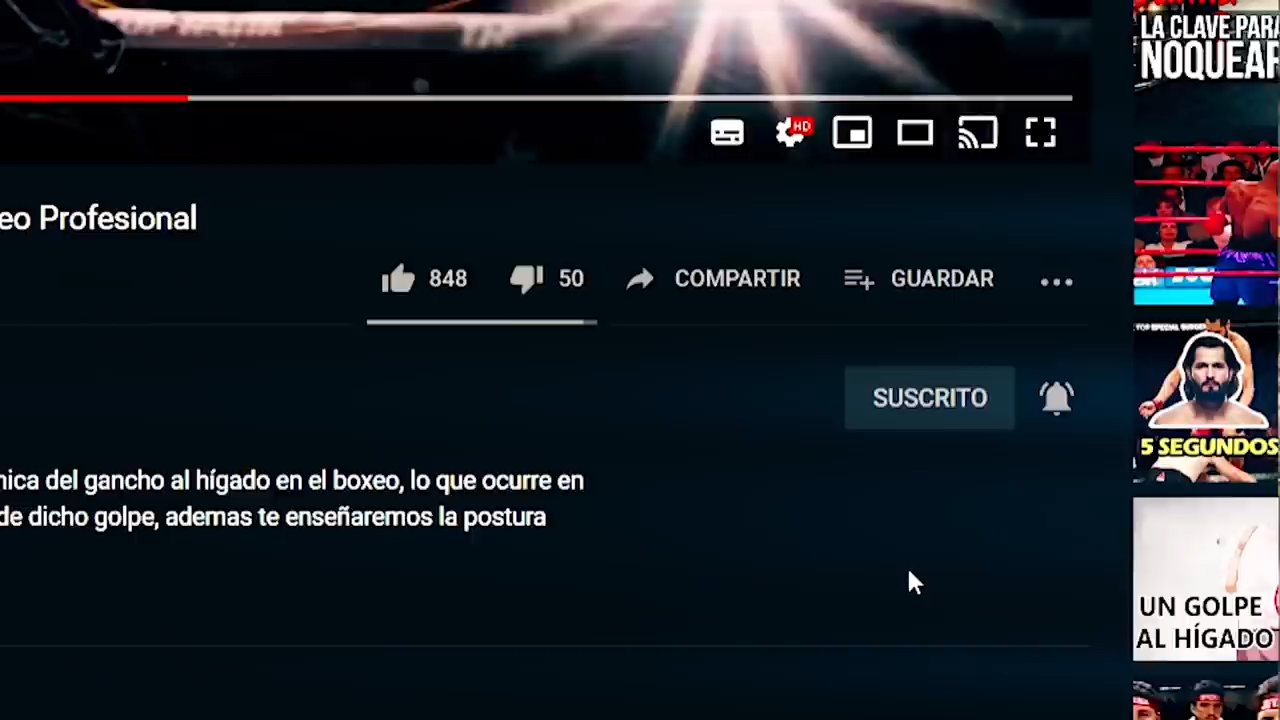 LA CLAVE PARA
NOQUEAR
HD
eo Profesional
848
50
COMPARTIR
GUARDAR
SUSCRITO
5 SEGUNDOS
nica del gancho al hígado en el boxeo, lo que ocurre en
de dicho golpe, ademas te enseñaremos la postura
UN GOLPE
AL HÍGADO